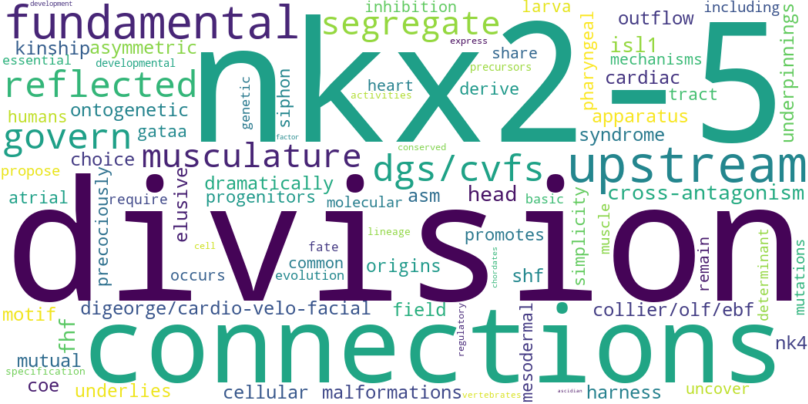 development
fundamental
inhibition
larva
including
segregate
outflow
kinship
asymmetric
express
share
isl1
essential
developmental
precursors
mechanisms
reflected
genetic
siphon
heart
derive
cardiac
pharyngeal
underpinnings
activities
nkx2-5
tract
humans
ontogenetic
apparatus
govern
gataa
factor
syndrome
choice
musculature
conserved
propose
dgs/cvfs
upstream
precociously
elusive
dramatically
head
cross-antagonism
atrial
require
progenitors
molecular
asm
basic
simplicity
muscle
division
lineage
promotes
cell
fate
common
origins
chordates
remain
determinant
mutations
occurs
evolution
shf
motif
digeorge/cardio-velo-facial
field
collier/olf/ebf
fhf
connections
regulatory
mesodermal
nk4
mutual
specification
coe
underlies
cellular
malformations
vertebrates
ascidian
harness
uncover